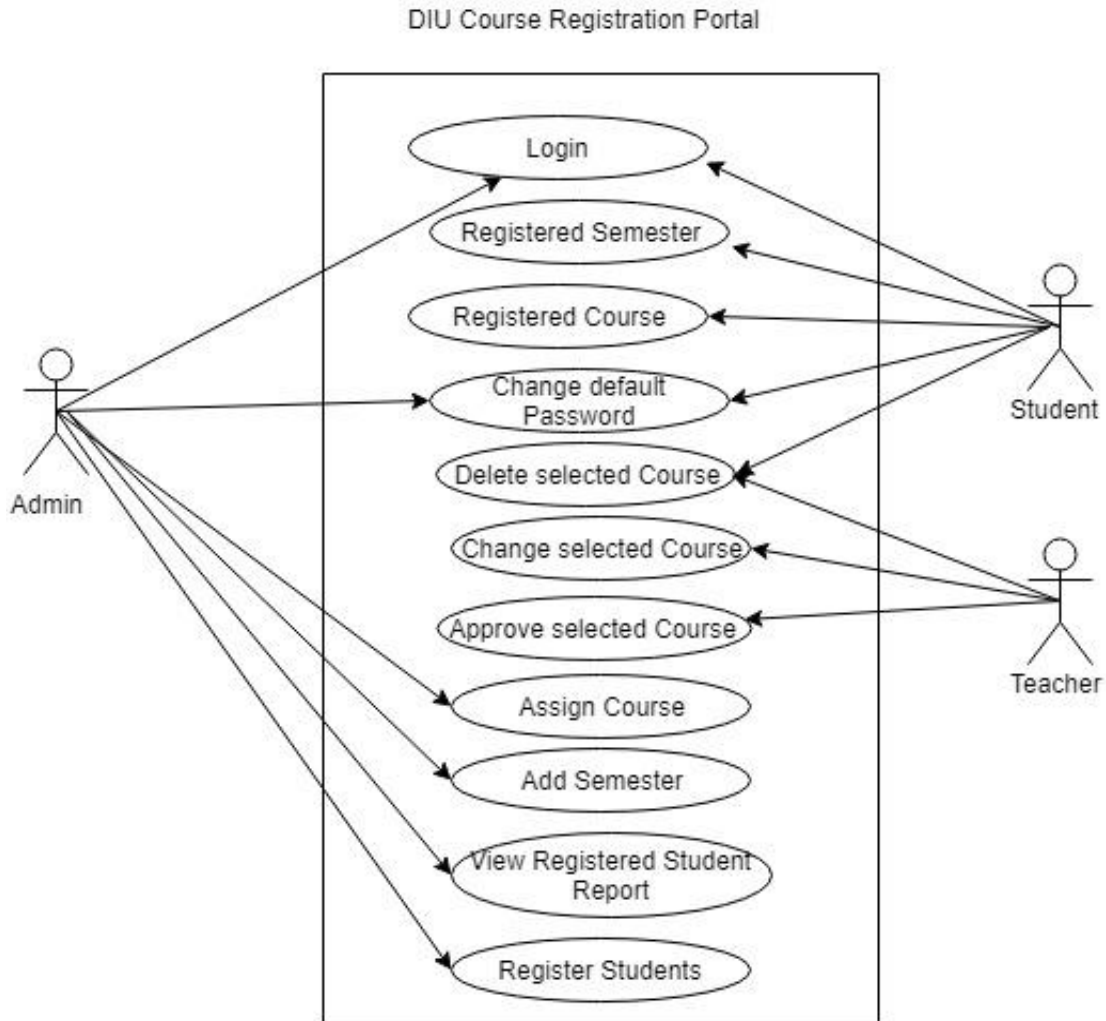 DIU Course Registration Portal
Login
Registered Semester
Registered Course
Change default
Password
Delete selected Course
Change selected Course
Approve selected Course
Assign Course
Add Semester
View Registered Student
Report
Register Students
Admin
Student
Teacher